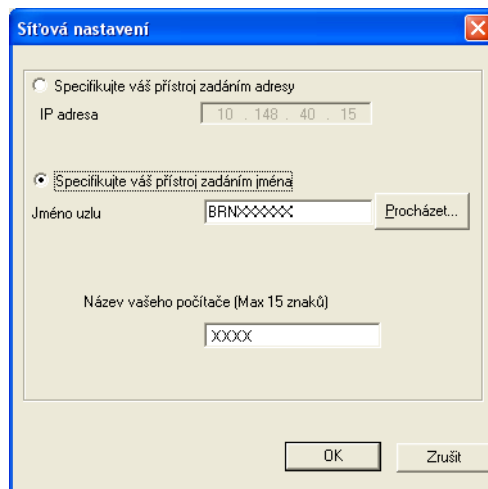 Síťová nastavení
Specifikujte váš přístroj zadáním adresy
IP adresa 10 . 148 . 40 . 15
Specifikujte váš přístroj zadáním jména
Jméno uzlu BRNXXXXXX Procházet...
Název vašeho počítače (Max 15 znaků)
XXXX
OK Zrušit